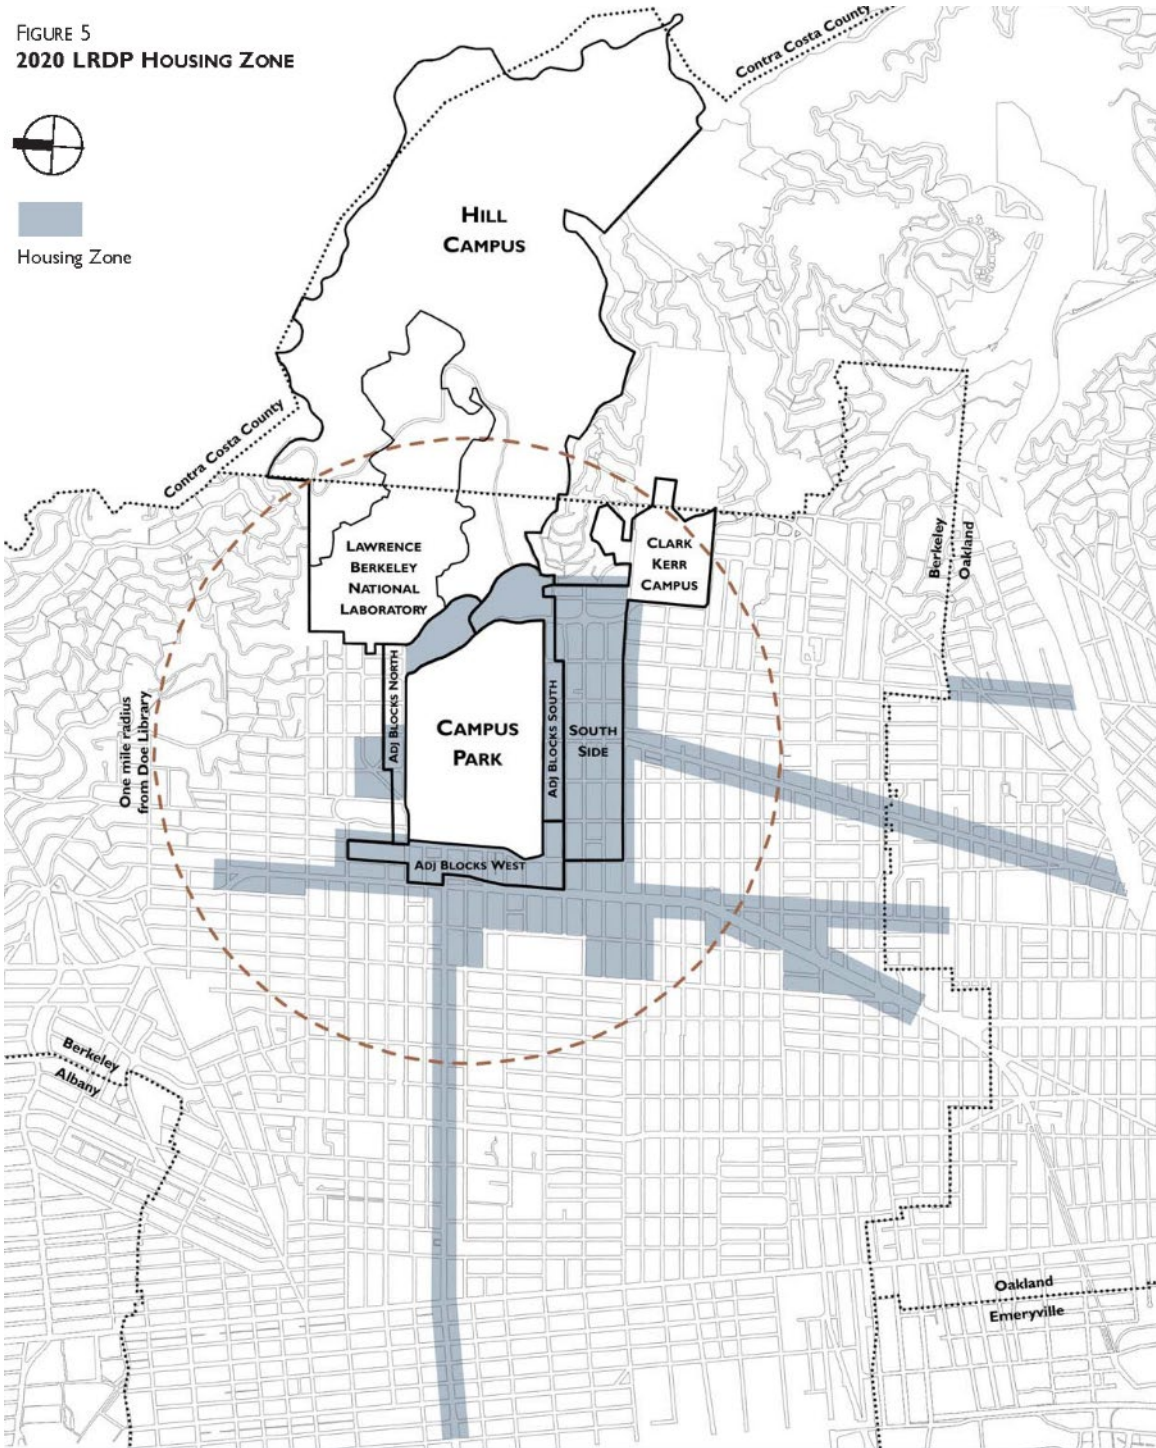 FIGURE 5
2020 LRDP HOUSING ZONE
Housing Zone
Contra Costa County
HILL
CAMPUS
Contra Costa County
LAWRENCE
BERKELEY
NATIONAL
LABORATORY
CLARK
KERR
CAMPUS
Berkeley
Oakland
One mile radius
from Doe Library
ADJ BLOCKS NORTH
CAMPUS
PARK
ADJ BLOCKS SOUTH
SOUTH
SIDE
ADJ BLOCKS WEST
Berkeley
Albany
Oakland
Emeryville